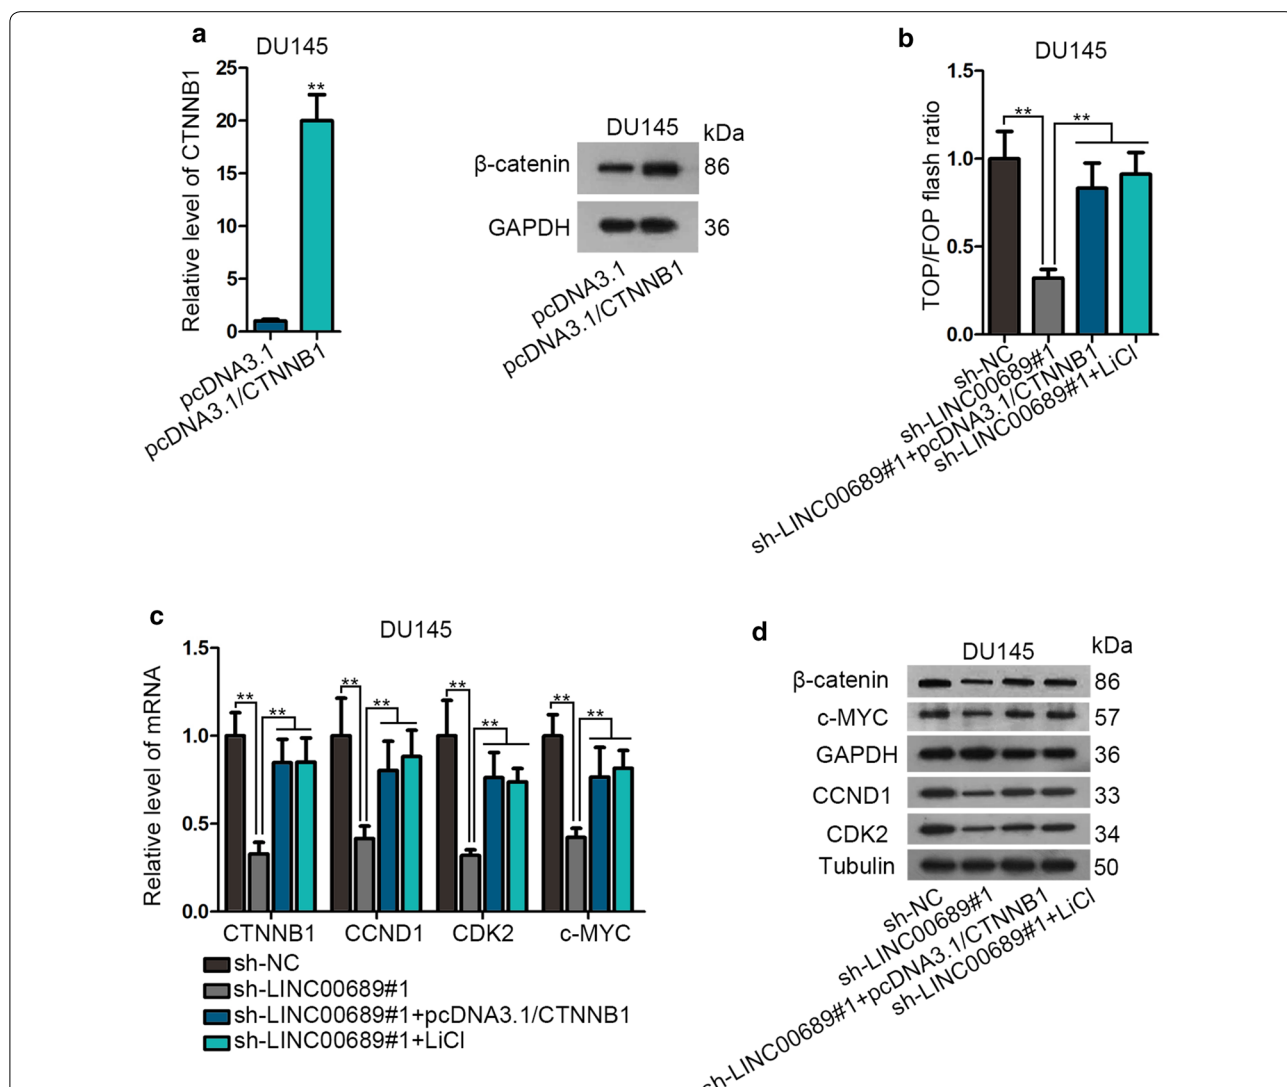 a
DU145
Relative level of CTNNB1
25
20
15
10
5
0
**
pcDNA3.1
pcDNA3.1/CTNNB1
DU145
kDa
β-catenin
86
GAPDH
36
pcDNA3.1
pcDNA3.1/CTNNB1
b
DU145
TOP/FOP flash ratio
1.5
1.0
0.5
0.0
**
**
sh-NC
sh-LINC00689#1
sh-LINC00689#1+pcDNA3.1/CTNNB1
sh-LINC00689#1+LiCl
c
DU145
Relative level of mRNA
1.5
1.0
0.5
0.0
**
**
**
**
**
**
**
**
CTNNB1 CCND1 CDK2 c-MYC
sh-NC
sh-LINC00689#1
sh-LINC00689#1+pcDNA3.1/CTNNB1
sh-LINC00689#1+LiCl
d
DU145
kDa
β-catenin 86
c-MYC 57
GAPDH 36
CCND1 33
CDK2 34
Tubulin 50
sh-NC
sh-LINC00689#1
sh-LINC00689#1+pcDNA3.1/CTNNB1
sh-LINC00689#1+LiCl